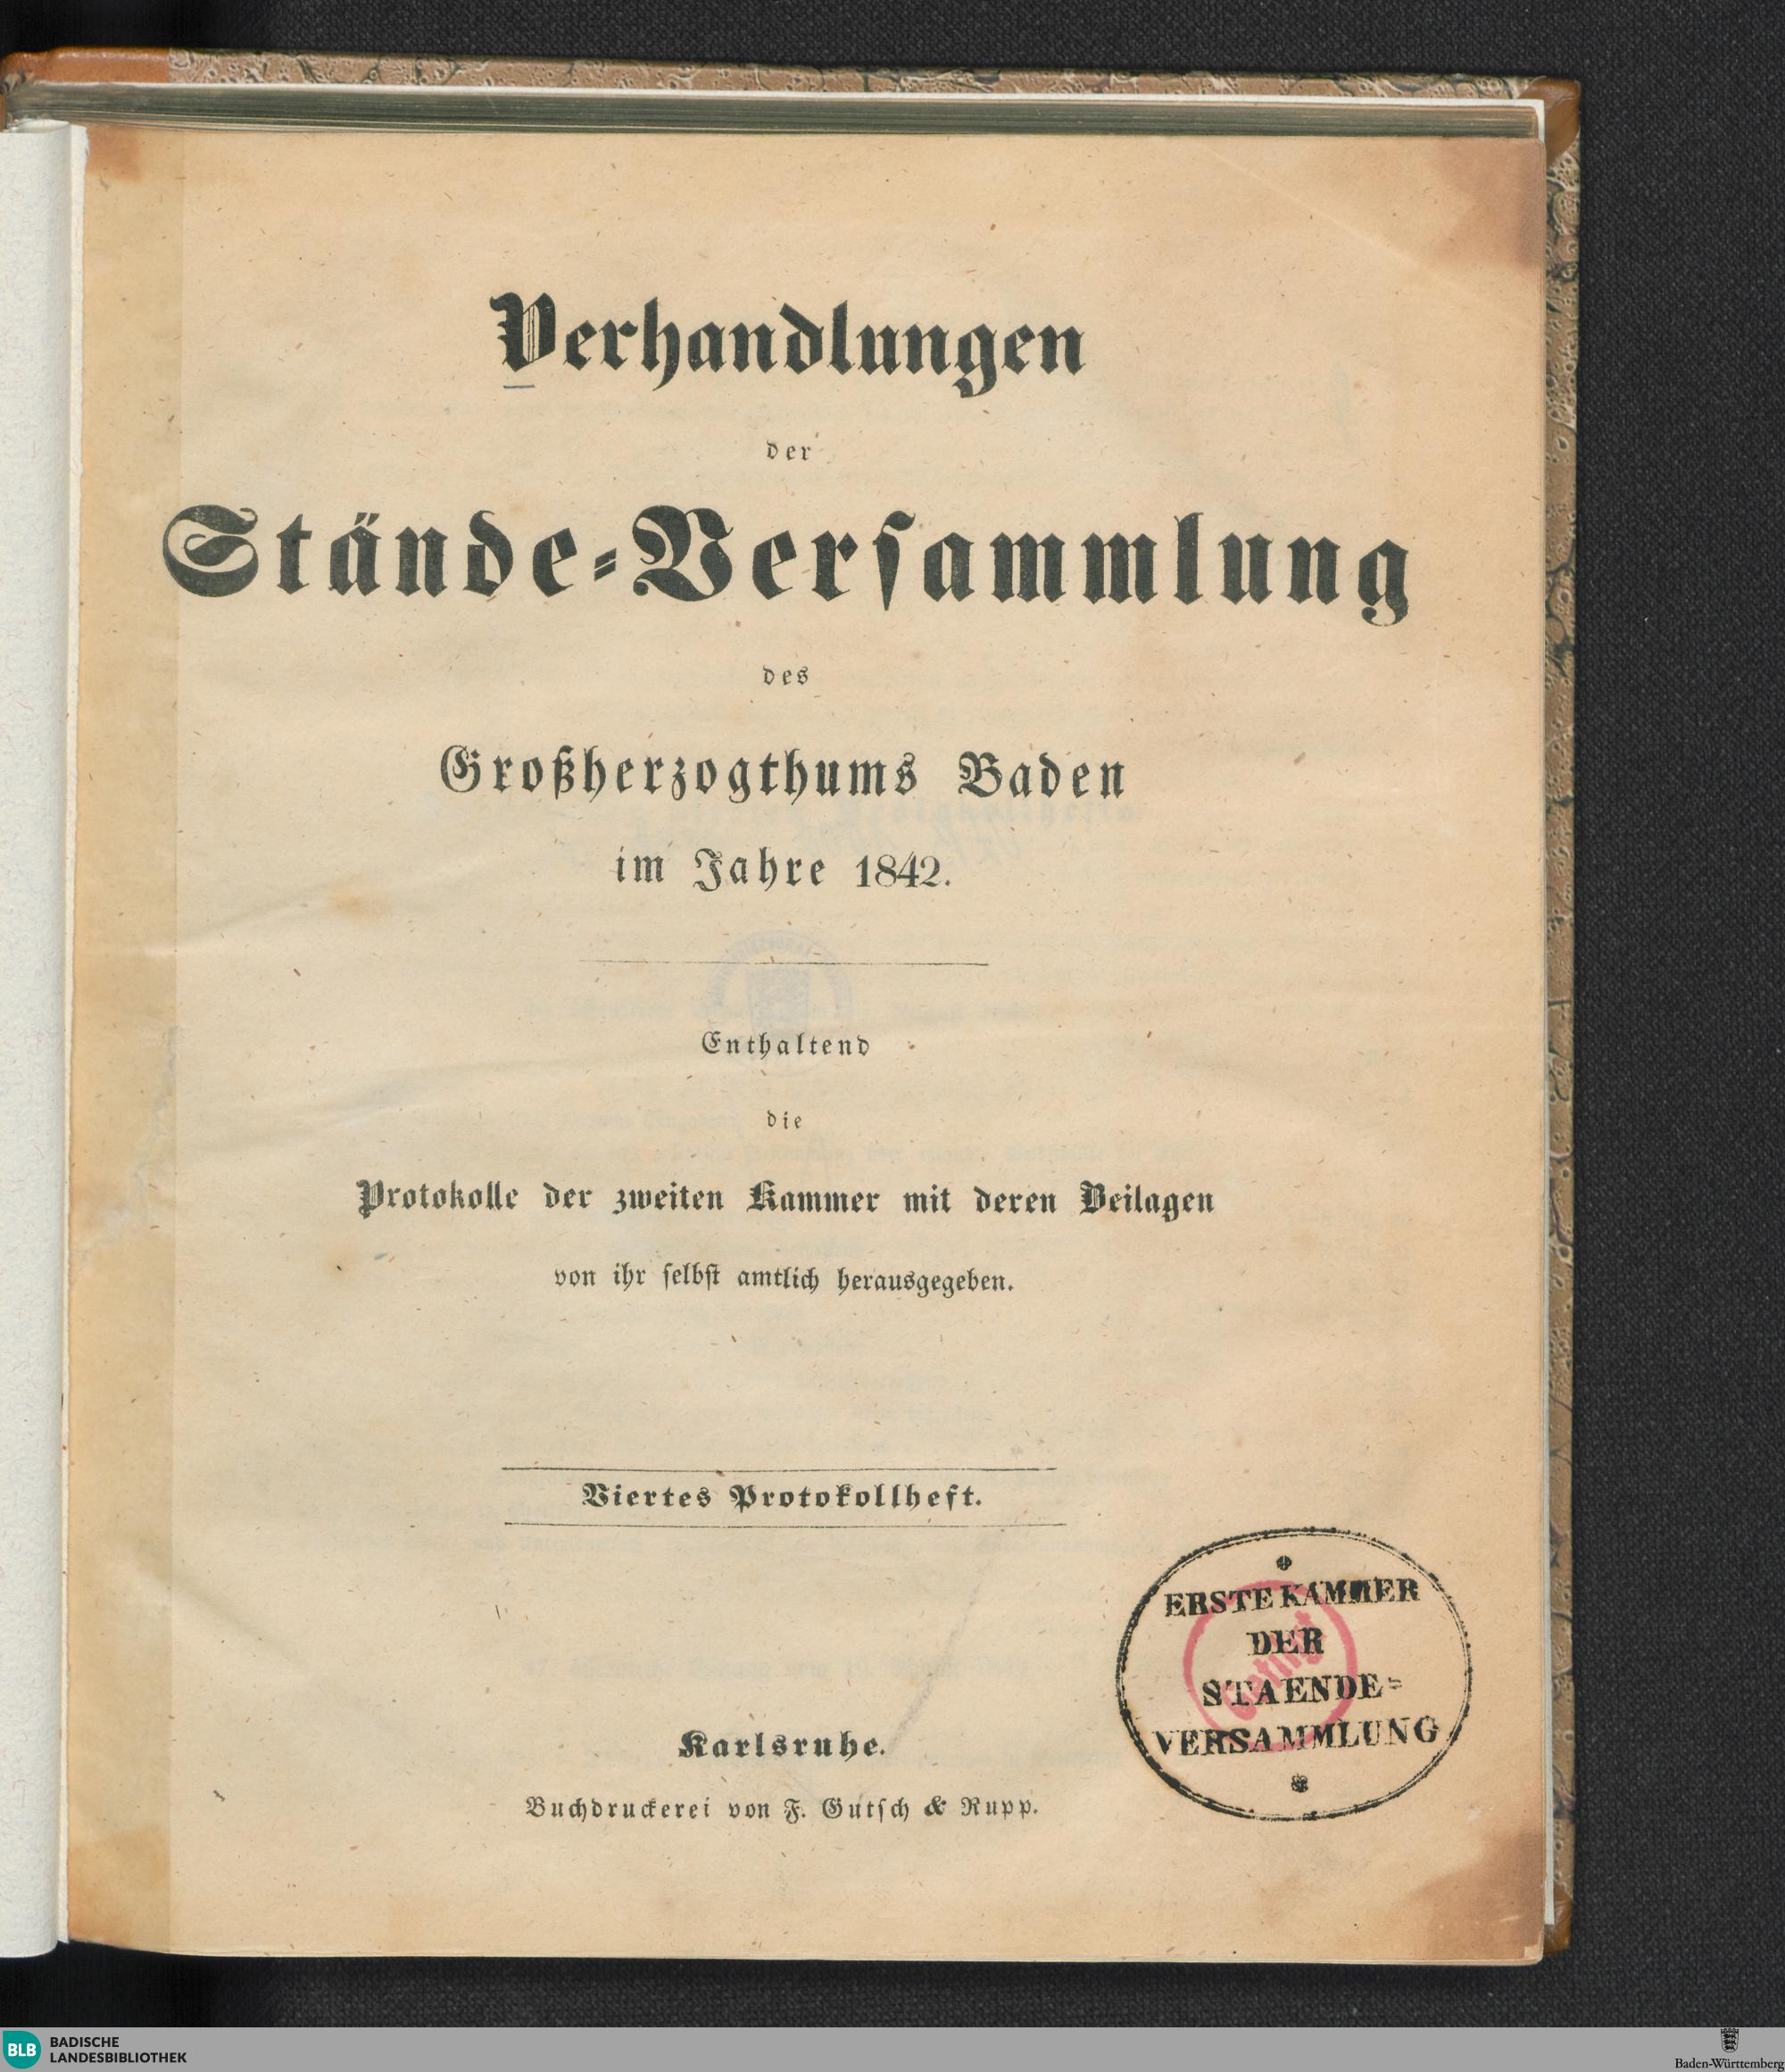 Verhandlungen
der
Stände-Versammlung
des
Großherzogthums Baden
im Jahre 1842.
Enthaltend
die
Protokolle der zweiten Kammer mit deren Beilagen
von ihr selbst amtlich herausgegeben.
Viertes Protokollheft.
Karlsruhe.
Buchdruckerei von F. Gutsch & Rupp.
ERSTE KAMMER
DER
STAENDE-
VERSAMMLUNG
Getilgt
BLB BADISCHE
LANDESBIBLIOTHEK
Baden-Württemberg